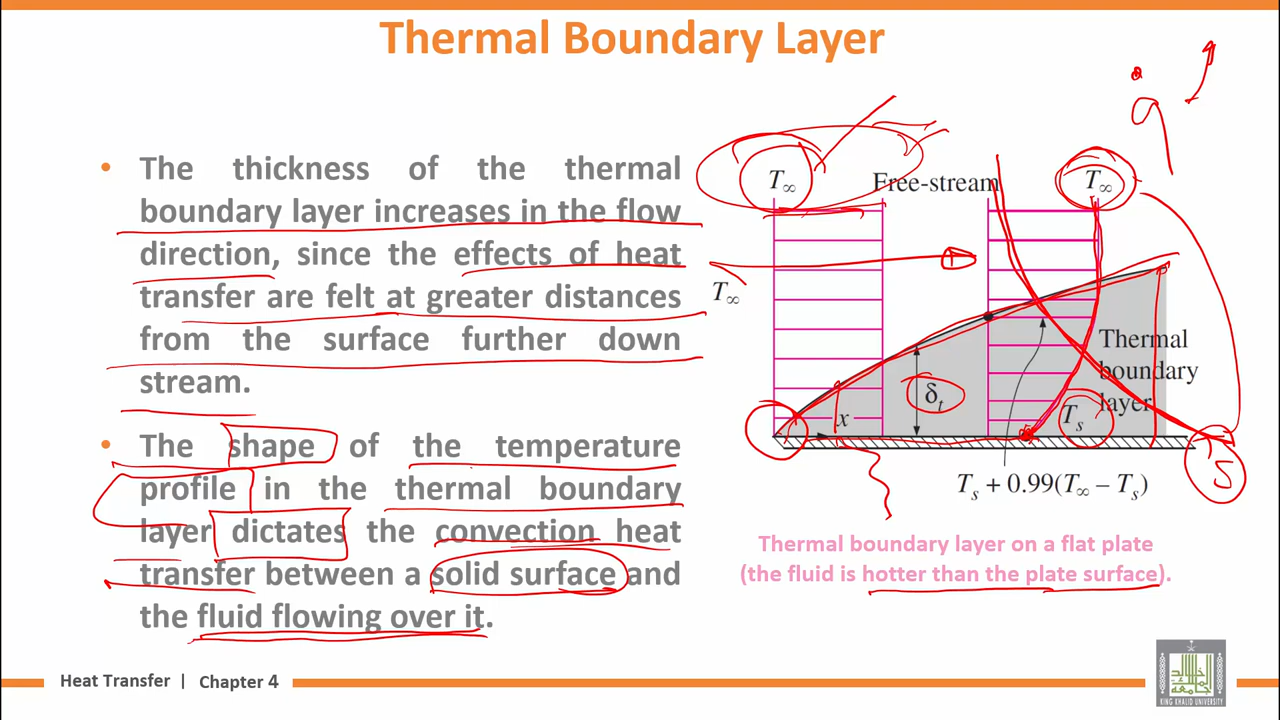 Thermal Boundary Layer
• The thickness of the thermal
boundary layer increases in the flow
direction, since the effects of heat
transfer are felt at greater distances
from the surface further down
stream.
• The shape of the temperature
profile in the thermal boundary
layer dictates the convection heat
transfer between a solid surface and
the fluid flowing over it.
q̇
T∞
Free-stream
T∞
T∞
Thermal
boundary
layer
δt
x
Ts
Ts + 0.99(T∞ – Ts)
Thermal boundary layer on a flat plate
(the fluid is hotter than the plate surface).
Heat Transfer | Chapter 4
KING KHALID UNIVERSITY